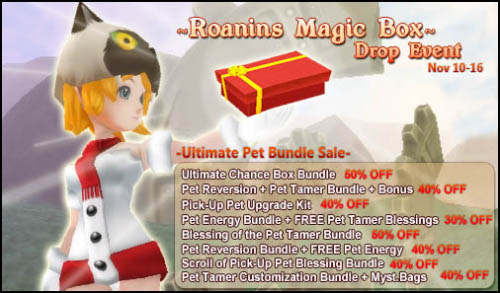 ~Roanins Magic Box~
Drop Event
Nov 10-16
-Ultimate Pet Bundle Sale-
Ultimate Chance Box Bundle 50% OFF
Pet Reversion + Pet Tamer Bundle + Bonus 40% OFF
Pick-Up Pet Upgrade Kit 40% OFF
Pet Energy Bundle + FREE Pet Tamer Blessings 30% OFF
Blessing of the Pet Tamer Bundle 50% OFF
Pet Reversion Bundle + FREE Pet Energy 40% OFF
Scroll of Pick-Up Pet Blessing Bundle 40% OFF
Pet Tamer Customization Bundle + Myst.Bags 40% OFF